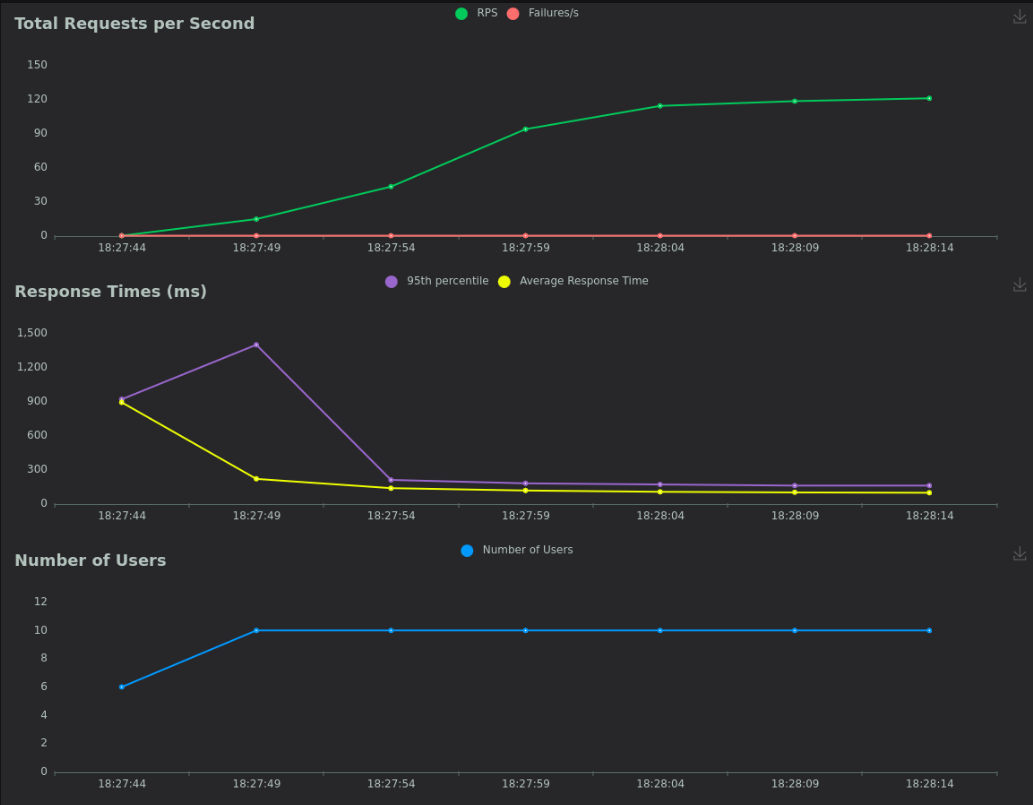 Total Requests per Second
RPS Failures/s
150
120
90
60
30
0
18:27:44 18:27:49 18:27:54 18:27:59 18:28:04 18:28:09 18:28:14
Response Times (ms)
95th percentile Average Response Time
1,500
1,200
900
600
300
0
18:27:44 18:27:49 18:27:54 18:27:59 18:28:04 18:28:09 18:28:14
Number of Users
Number of Users
12
10
8
6
4
2
0
18:27:44 18:27:49 18:27:54 18:27:59 18:28:04 18:28:09 18:28:14